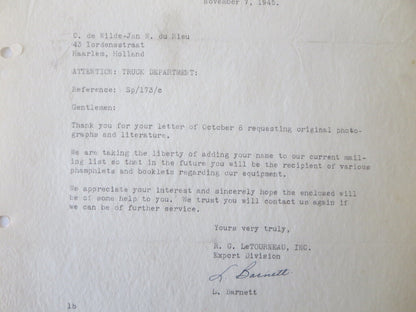 November 7, 1945.
C. de Wilde-Jan W. du Rieu
43 Iordensstraat
Haarlem, Holland
ATTENTION: TRUCK DEPARTMENT:
Reference: Sp/173/c
Gentlemen:
Thank you for your letter of October 8 requesting original photo-
graphs and literature.
We are taking the liberty of adding your name to our current mail-
ing list so that in the future you will be the recipient of various
phamphlets and booklets regarding our equipment.
We appreciate your interest and sincerely hope the enclosed will
be of some help to you. We trust you will contact us again if
we can be of further service.
Yours very truly,
R. G. LeTOURNEAU, INC.
Export Division
L. Barnett
L. Barnett
lb